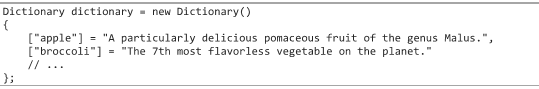 Dictionary dictionary = new Dictionary()
{
    ["apple"] = "A particularly delicious pomaceous fruit of the genus Malus.",
    ["broccoli"] = "The 7th most flavorless vegetable on the planet."
    // ...
};